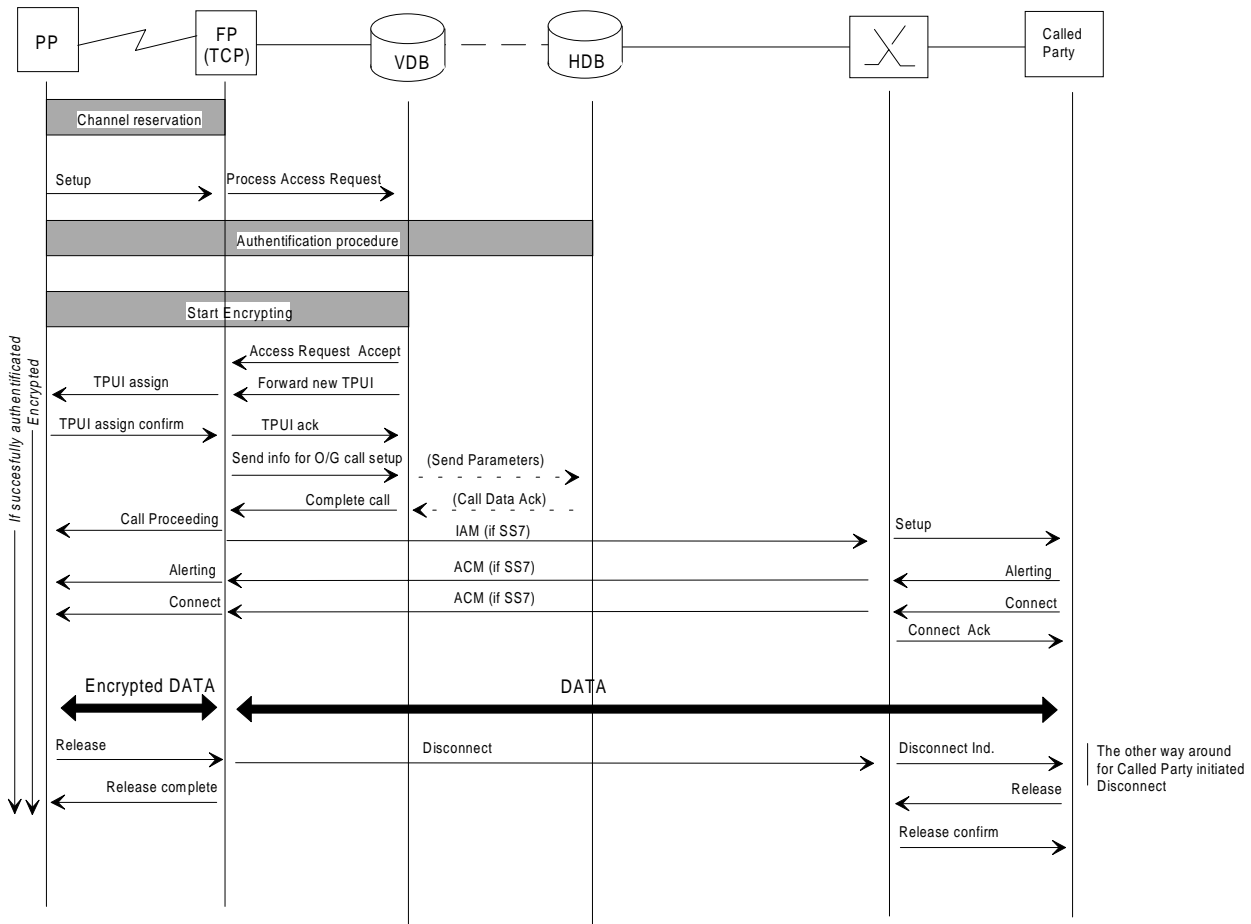 PP
FP
(TCP)
VDB
HDB
Called
Party
Channel reservation
Setup
Process Access Request
Authentification procedure
Start Encrypting
If succesfully authentificated
Encrypted
Access Request Accept
TPUI assign
Forward new TPUI
TPUI assign confirm
TPUI ack
Send info for O/G call setup
(Send Parameters)
Complete call
(Call Data Ack)
Call Proceeding
IAM (if SS7)
Setup
Alerting
ACM (if SS7)
Alerting
Connect
ACM (if SS7)
Connect
Connect Ack
Encrypted DATA
DATA
Release
Disconnect
Disconnect Ind.
The other way around
for Called Party initiated
Disconnect
Release complete
Release
Release confirm